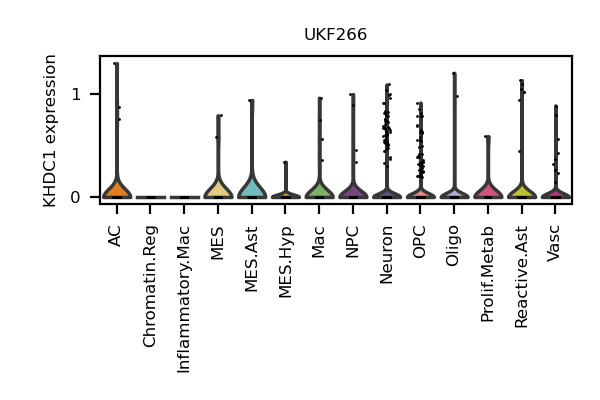 UKF266
KHDC1 expression
1
0
AC
Chromatin.Reg
Inflammatory.Mac
MES
MES.Ast
MES.Hyp
Mac
NPC
Neuron
OPC
Oligo
Prolif.Metab
Reactive.Ast
Vasc